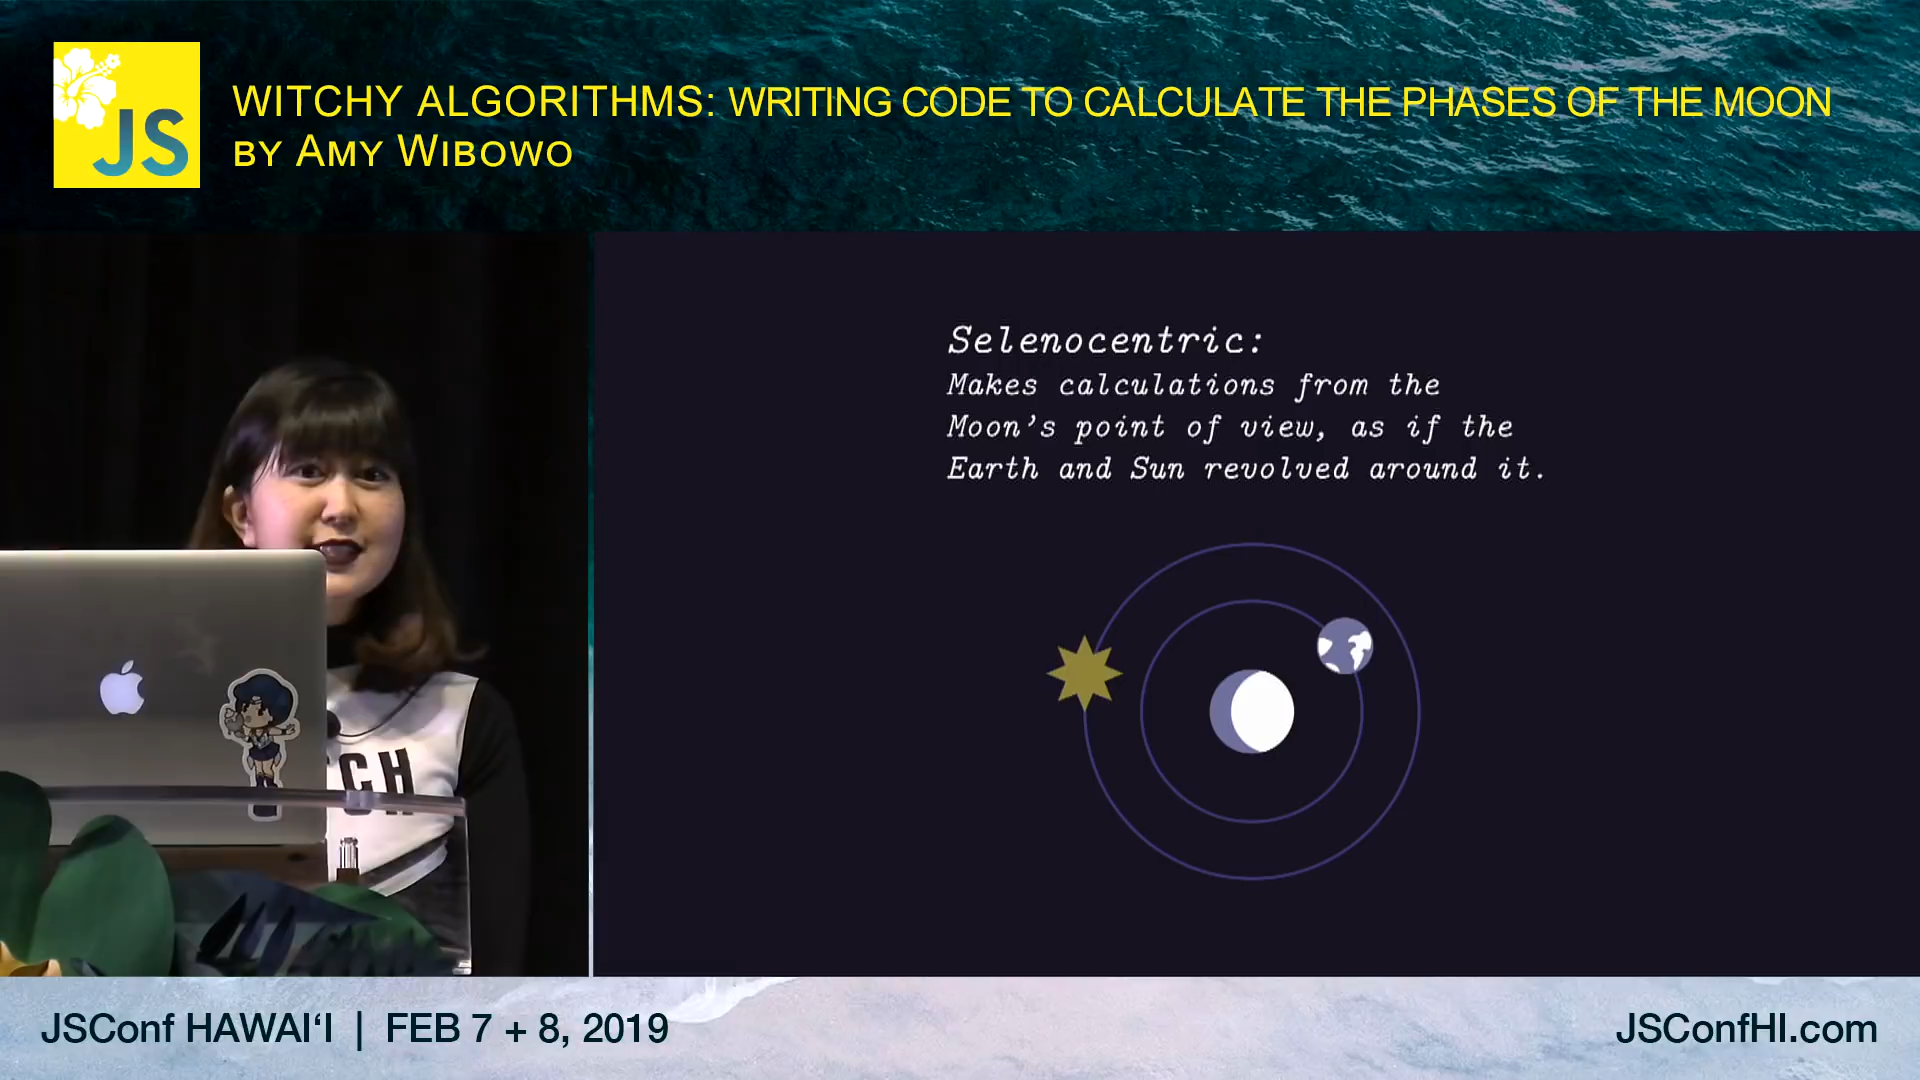 JS
WITCHY ALGORITHMS: WRITING CODE TO CALCULATE THE PHASES OF THE MOON
BY AMY WIBOWO
Selenocentric:
Makes calculations from the
Moon's point of view, as if the
Earth and Sun revolved around it.
CH
JSConf HAWAI‘I | FEB 7 + 8, 2019
JSConfHI.com